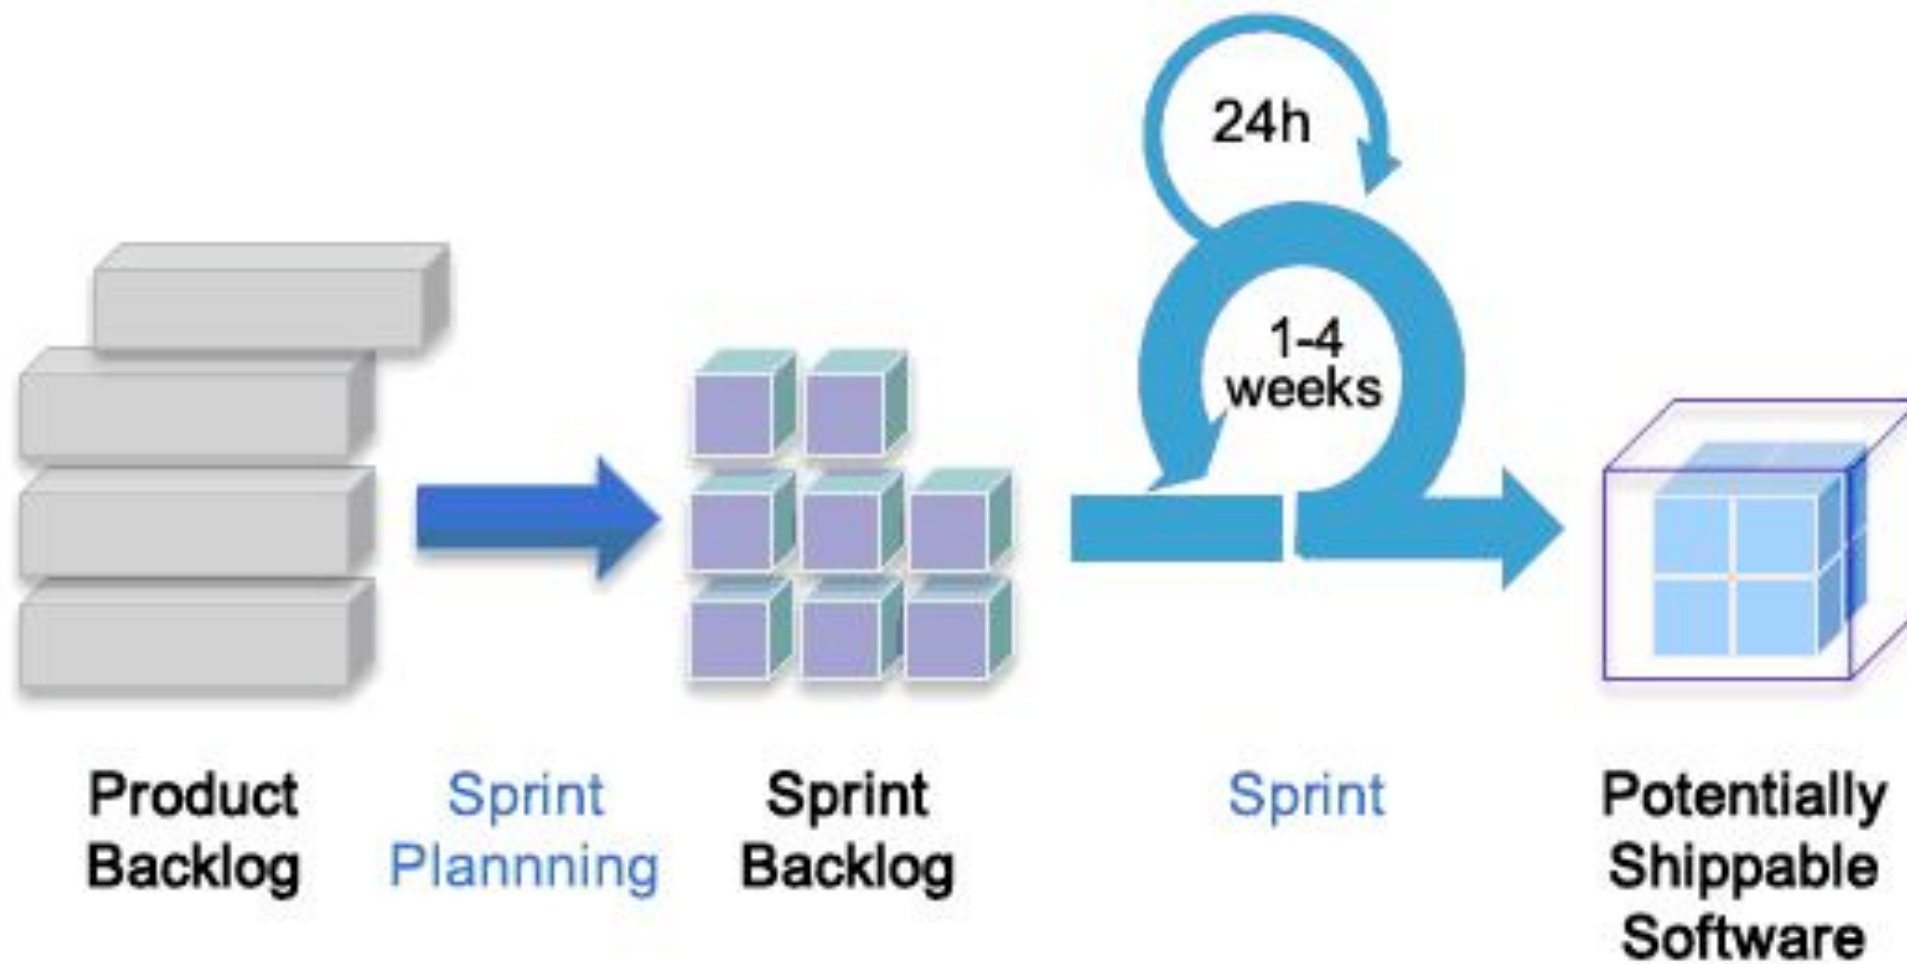 24h
1-4
weeks
Product
Backlog
Sprint
Plannning
Sprint
Backlog
Sprint
Potentially
Shippable
Software